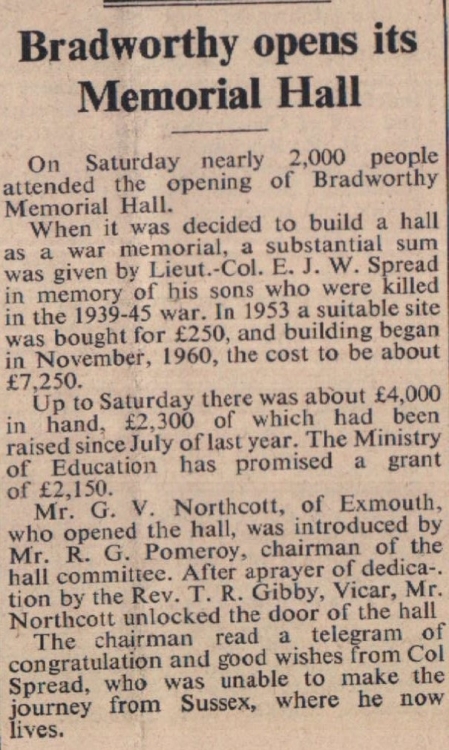 Bradworthy opens its
Memorial Hall
On Saturday nearly 2,000 people
attended the opening of Bradworthy
Memorial Hall.
When it was decided to build a hall
as a war memorial, a substantial sum
was given by Lieut.-Col. E. J. W. Spread
in memory of his sons who were killed
in the 1939-45 war. In 1953 a suitable site
was bought for £250, and building began
in November, 1960, the cost to be about
£7,250.
Up to Saturday there was about £4,000
in hand, £2,300 of which had been
raised since July of last year. The Ministry
of Education has promised a grant
of £2,150.
Mr. G. V. Northcott, of Exmouth,
who opened the hall, was introduced by
Mr. R. G. Pomeroy, chairman of the
hall committee. After aprayer of dedica-.
tion by the Rev. T. R. Gibby, Vicar, Mr.
Northcott unlocked the door of the hall
The chairman read a telegram of
congratulation and good wishes from Col
Spread, who was unable to make the
journey from Sussex, where he now
lives.